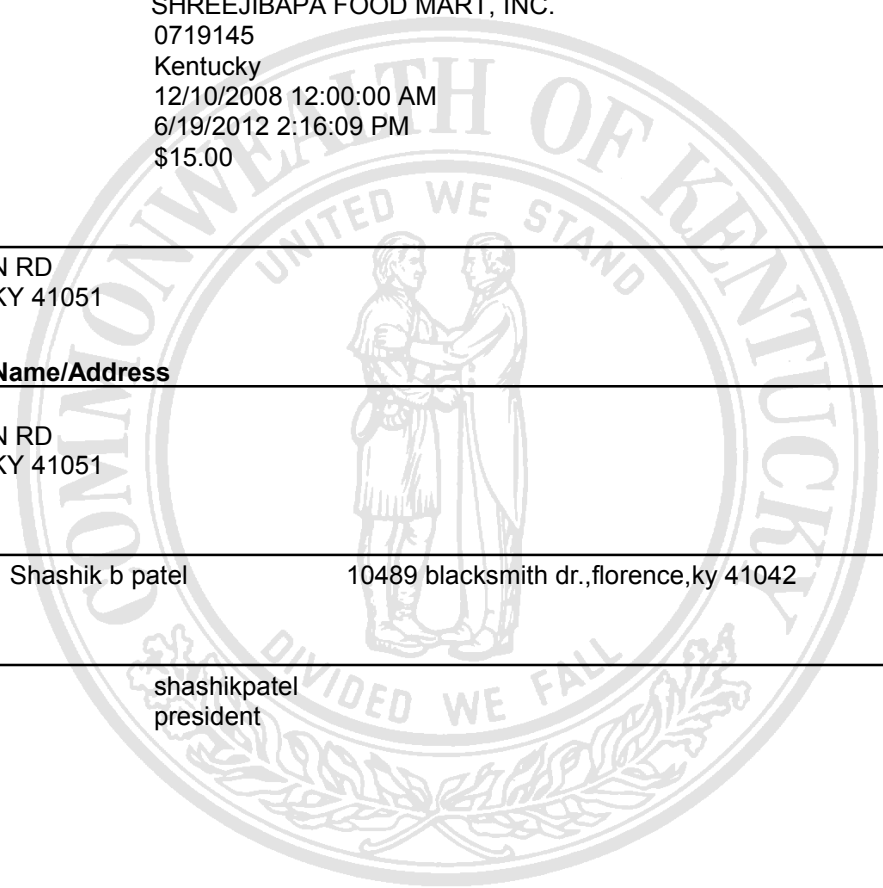 SHREEJIBAPA FOOD MART, INC.
0719145
Kentucky
12/10/2008 12:00:00 AM
6/19/2012 2:16:09 PM
$15.00
COMMONWEALTH OF KENTUCKY
UNITED WE STAND
N RD
KY 41051
Name/Address
N RD
KY 41051
Shashik b patel 10489 blacksmith dr.,florence,ky 41042
DIVIDED WE FALL
shashikpatel
president